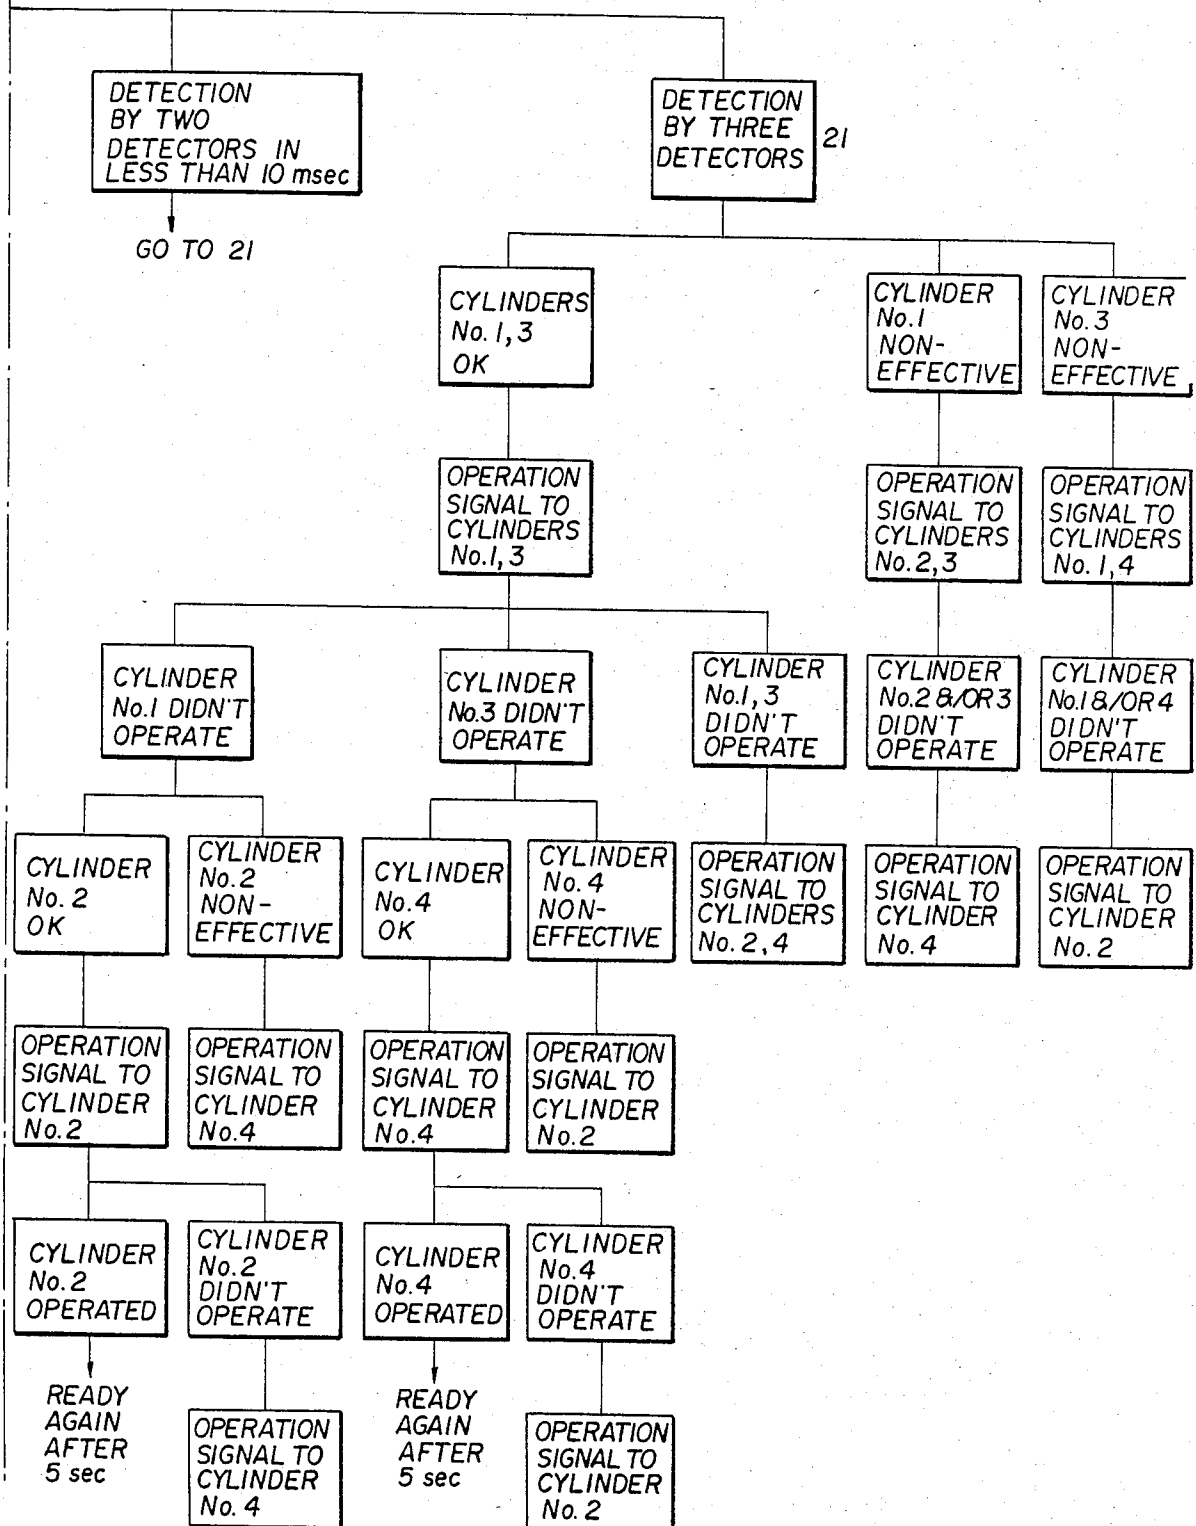 DETECTION
BY TWO
DETECTORS IN
LESS THAN 10 msec
GO TO 21
DETECTION
BY THREE
DETECTORS
21
CYLINDERS
No. 1,3
OK
CYLINDER
No.1
NON-
EFFECTIVE
CYLINDER
No. 3
NON-
EFFECTIVE
OPERATION
SIGNAL TO
CYLINDERS
No.1,3
OPERATION
SIGNAL TO
CYLINDERS
No. 2,3
OPERATION
SIGNAL TO
CYLINDERS
No. 1,4
CYLINDER
No.1 DIDN'T
OPERATE
CYLINDER
No.3 DIDN'T
OPERATE
CYLINDER
No.1,3
DIDN'T
OPERATE
CYLINDER
No.2 &/OR 3
DIDN'T
OPERATE
CYLINDER
No.1 &/OR 4
DIDN'T
OPERATE
CYLINDER
No. 2
OK
CYLINDER
No.2
NON-
EFFECTIVE
CYLINDER
No.4
OK
CYLINDER
No. 4
NON-
EFFECTIVE
OPERATION
SIGNAL TO
CYLINDERS
No. 2,4
OPERATION
SIGNAL TO
CYLINDER
No. 4
OPERATION
SIGNAL TO
CYLINDER
No. 2
OPERATION
SIGNAL TO
CYLINDER
No.2
OPERATION
SIGNAL TO
CYLINDER
No.4
OPERATION
SIGNAL TO
CYLINDER
No.4
OPERATION
SIGNAL TO
CYLINDER
No.2
CYLINDER
No.2
OPERATED
CYLINDER
No.2
DIDN'T
OPERATE
CYLINDER
No.4
OPERATED
CYLINDER
No.4
DIDN'T
OPERATE
READY
AGAIN
AFTER
5 sec
OPERATION
SIGNAL TO
CYLINDER
No. 4
READY
AGAIN
AFTER
5 sec
OPERATION
SIGNAL TO
CYLINDER
No. 2